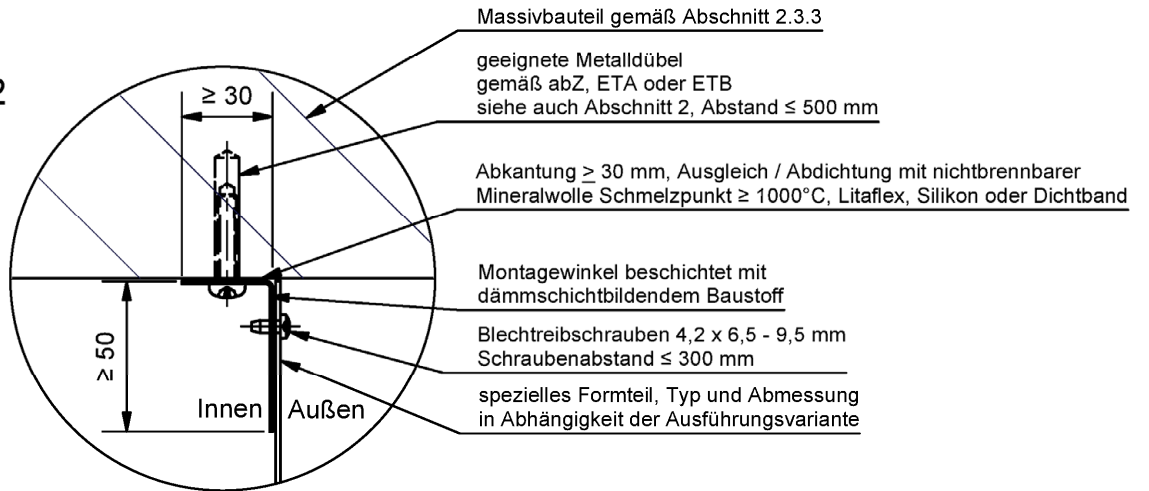 Massivbauteil gemäß Abschnitt 2.3.3
geeignete Metalldübel
gemäß abZ, ETA oder ETB
siehe auch Abschnitt 2, Abstand ≤ 500 mm
≥ 30
Abkantung ≥ 30 mm, Ausgleich / Abdichtung mit nichtbrennbarer
Mineralwolle Schmelzpunkt ≥ 1000°C, Litaflex, Silikon oder Dichtband
Montagewinkel beschichtet mit
dämmschichtbildendem Baustoff
Blechtreibschrauben 4,2 x 6,5 - 9,5 mm
Schraubenabstand ≤ 300 mm
≥ 50
spezielles Formteil, Typ und Abmessung
in Abhängigkeit der Ausführungsvariante
Innen
Außen